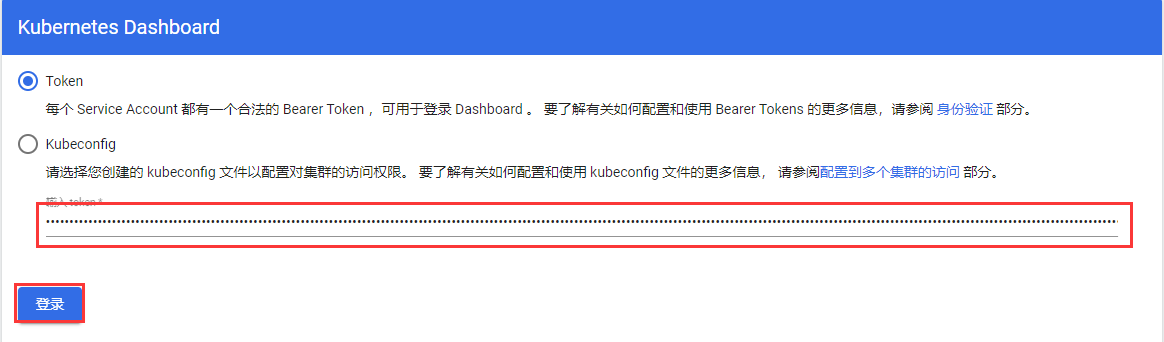 Kubernetes Dashboard
Token
每个 Service Account 都有一个合法的 Bearer Token ，可用于登录 Dashboard 。 要了解有关如何配置和使用 Bearer Tokens 的更多信息，请参阅 身份验证 部分。
Kubeconfig
请选择您创建的 kubeconfig 文件以配置对集群的访问权限。 要了解有关如何配置和使用 kubeconfig 文件的更多信息， 请参阅配置到多个集群的访问 部分。
输入 token *
登录